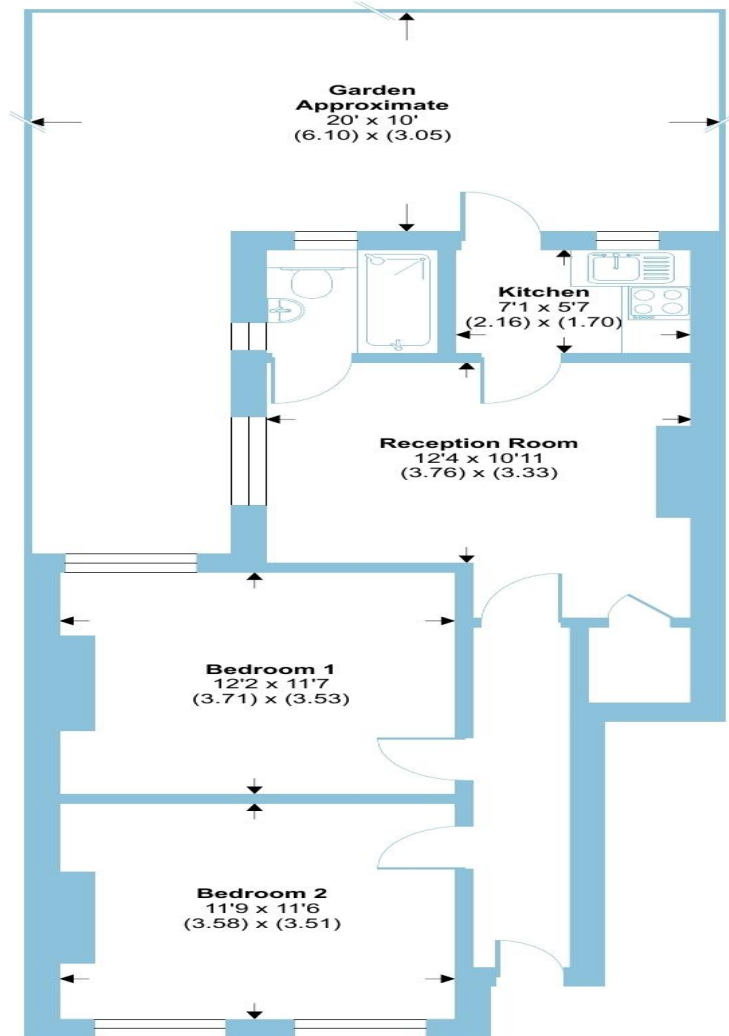 Garden
Approximate
20' x 10'
(6.10) x (3.05)
Kitchen
7'1 x 5'7
(2.16) x (1.70)
Reception Room
12'4 x 10'11
(3.76) x (3.33)
Bedroom 1
12'2 x 11'7
(3.71) x (3.53)
Bedroom 2
11'9 x 11'6
(3.58) x (3.51)